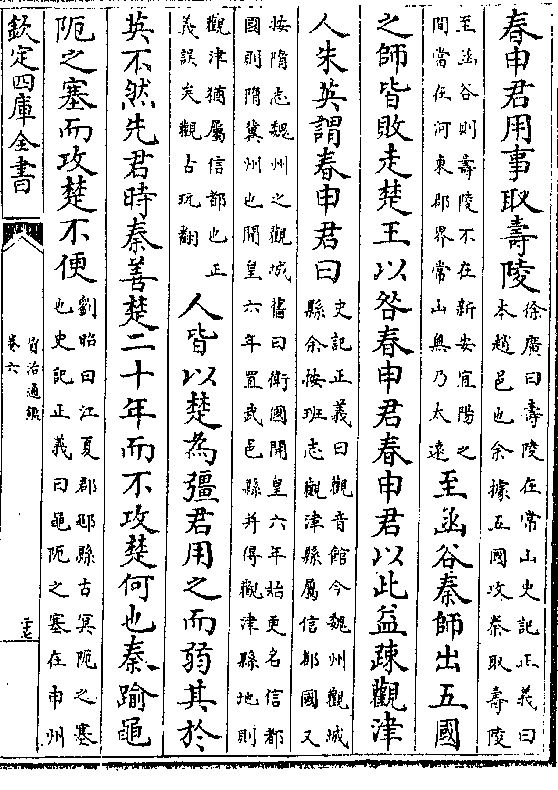 春申君用事取壽陵徐廣曰壽陵在常山史記正義曰
本趙邑也余據五國攻秦取壽陵
至函谷則壽陵不在新安宜陽之
間當在河東郡界常山無乃太遠至函谷秦師出五國
之師皆敗走楚王以咎春申君春申君以此益疎觀津
人朱英謂春申君曰史記正義曰觀音館今魏州觀城
縣余按班志觀津縣屬信都國又
按隋志魏州之觀城舊曰衛國開皇六年始更名信都
國則隋冀州也開皇六年置武邑縣并得觀津縣地則
觀津猶屬信都也正
義誤矣觀古玩翻人皆以楚為彊君用之而弱其於
英不然先君時秦善楚二十年而不攻楚何也秦踰黽
阨之塞而攻楚不便劉昭曰江夏郡鄳縣古冥阨之塞
也史記正義曰黽阨之塞在申州
欽定四庫全書
資治通鑑
卷六